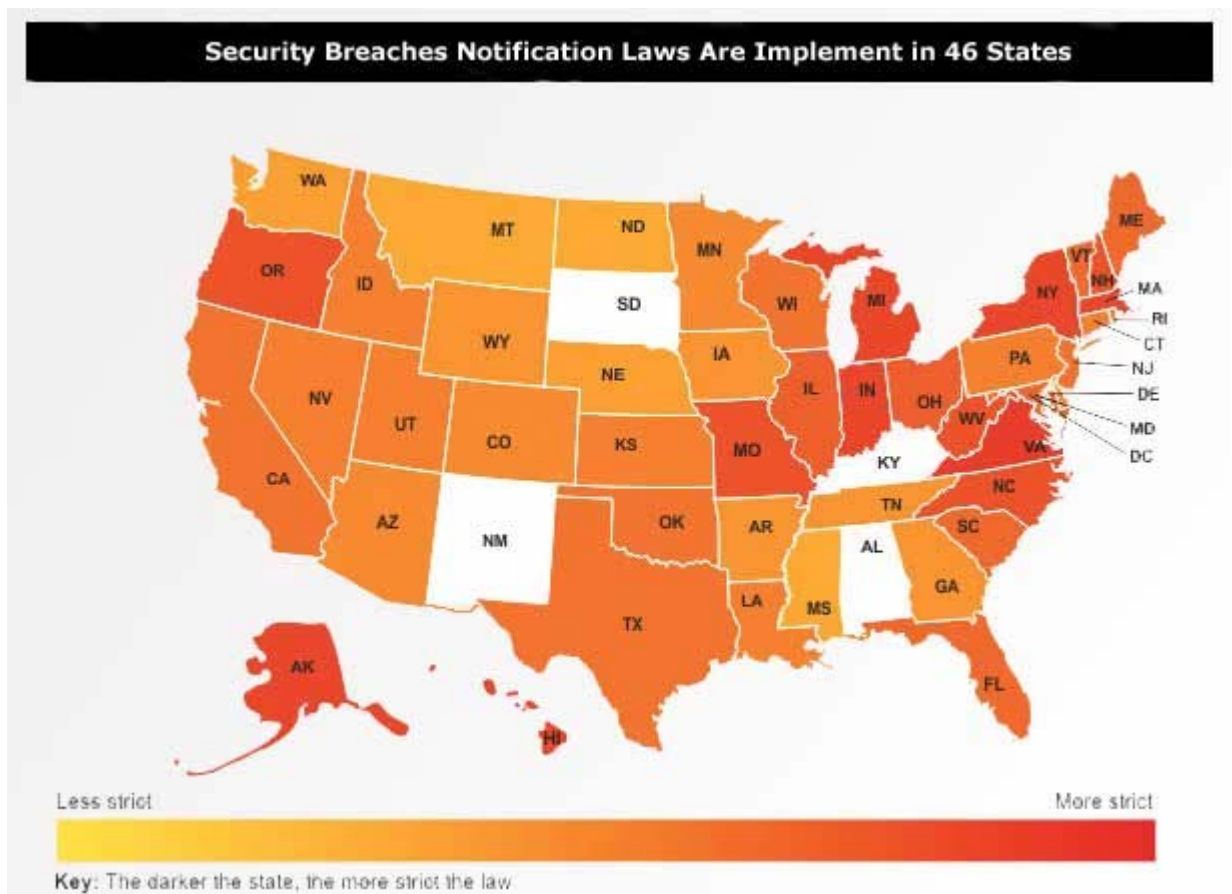 Security Breaches Notification Laws Are Implement in 46 States
WA
MT
ND
MN
ME
VT
NH
OR
ID
SD
WI
MI
NY
MA
RI
WY
IA
PA
CT
NE
NJ
NV
UT
CO
IL
IN
OH
DE
KS
MO
WV
MD
CA
KY
VA
DC
AZ
NM
OK
AR
TN
NC
SC
AL
GA
TX
LA
MS
AK
FL
HI
Less strict
More strict
Key: The darker the state, the more strict the law